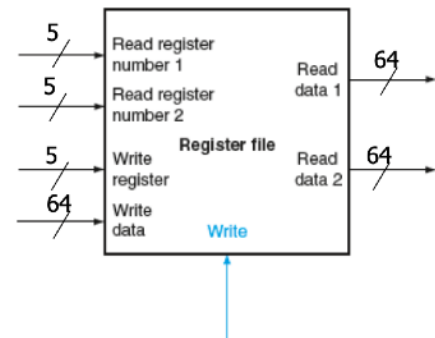 5
Read register
number 1
5
Read register
number 2
5
Write
register
64
Write
data
Register file
Write
Read
data 1
64
Read
data 2
64